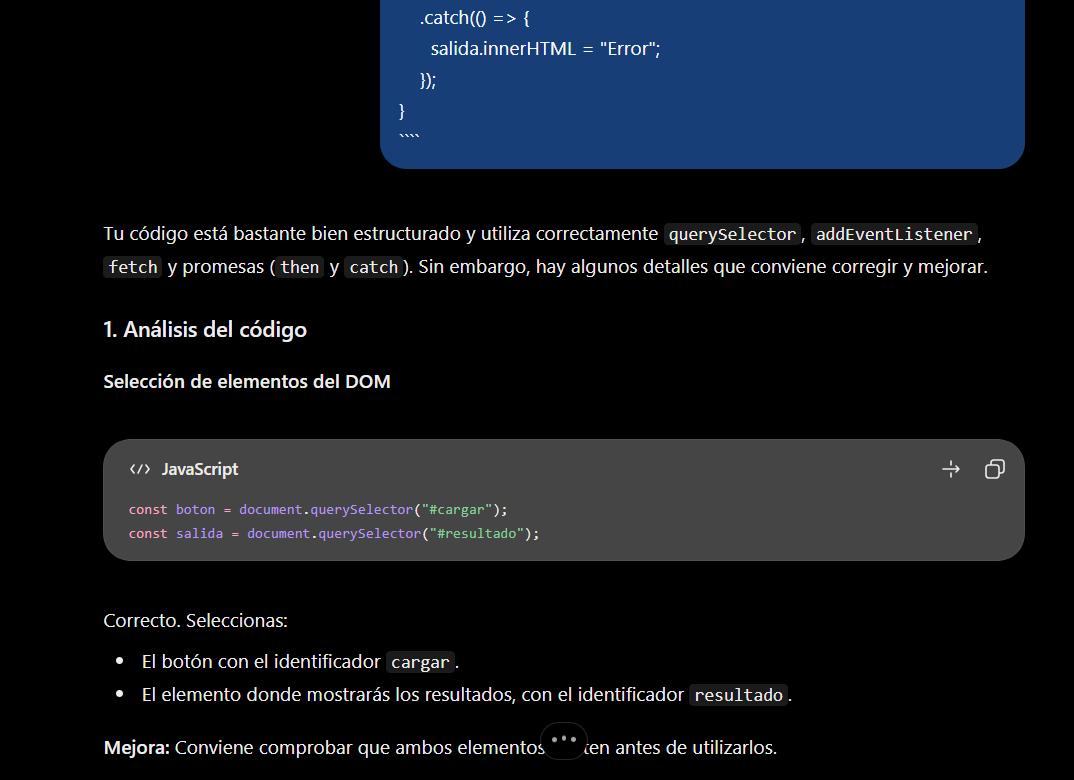 .catch(() => {
salida.innerHTML = "Error";
});
}
````
Tu código está bastante bien estructurado y utiliza correctamente querySelector, addEventListener,
fetch y promesas (then y catch). Sin embargo, hay algunos detalles que conviene corregir y mejorar.
1. Análisis del código
Selección de elementos del DOM
</> JavaScript
const boton = document.querySelector("#cargar");
const salida = document.querySelector("#resultado");
Correcto. Seleccionas:
• El botón con el identificador cargar.
• El elemento donde mostrarás los resultados, con el identificador resultado.
Mejora: Conviene comprobar que ambos elementos ten antes de utilizarlos.